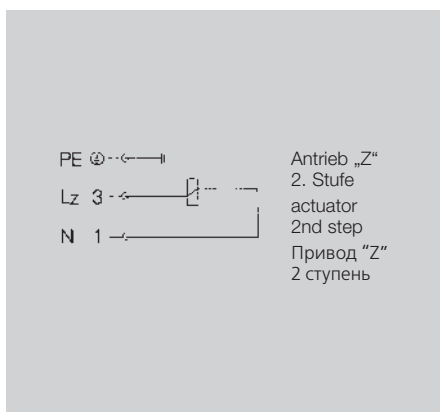 PE
Lz 3
N 1
Antrieb „Z“
2. Stufe
actuator
2nd step
Привод “Z”
2 ступень